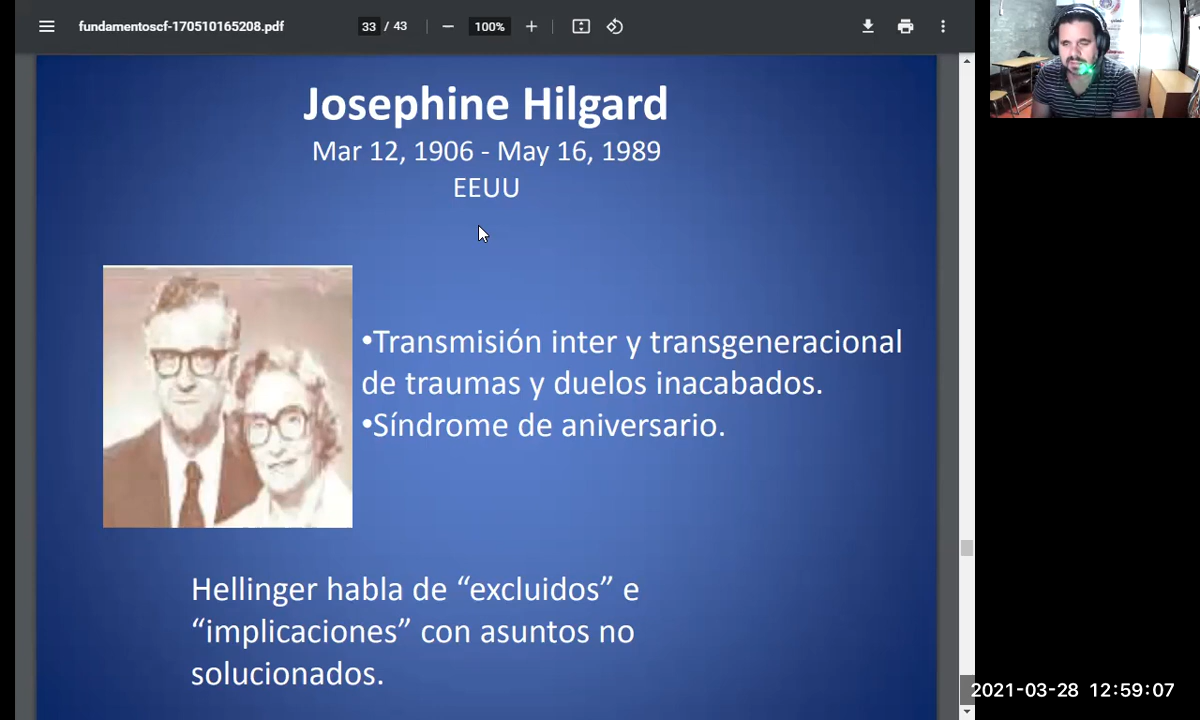 fundamentoscf-170510165208.pdf
33 / 43
100%
Josephine Hilgard
Mar 12, 1906 - May 16, 1989
EEUU
•Transmisión inter y transgeneracional
de traumas y duelos inacabados.
•Síndrome de aniversario.
Hellinger habla de “excluidos” e
“implicaciones” con asuntos no
solucionados.
2021-03-28 12:59:07